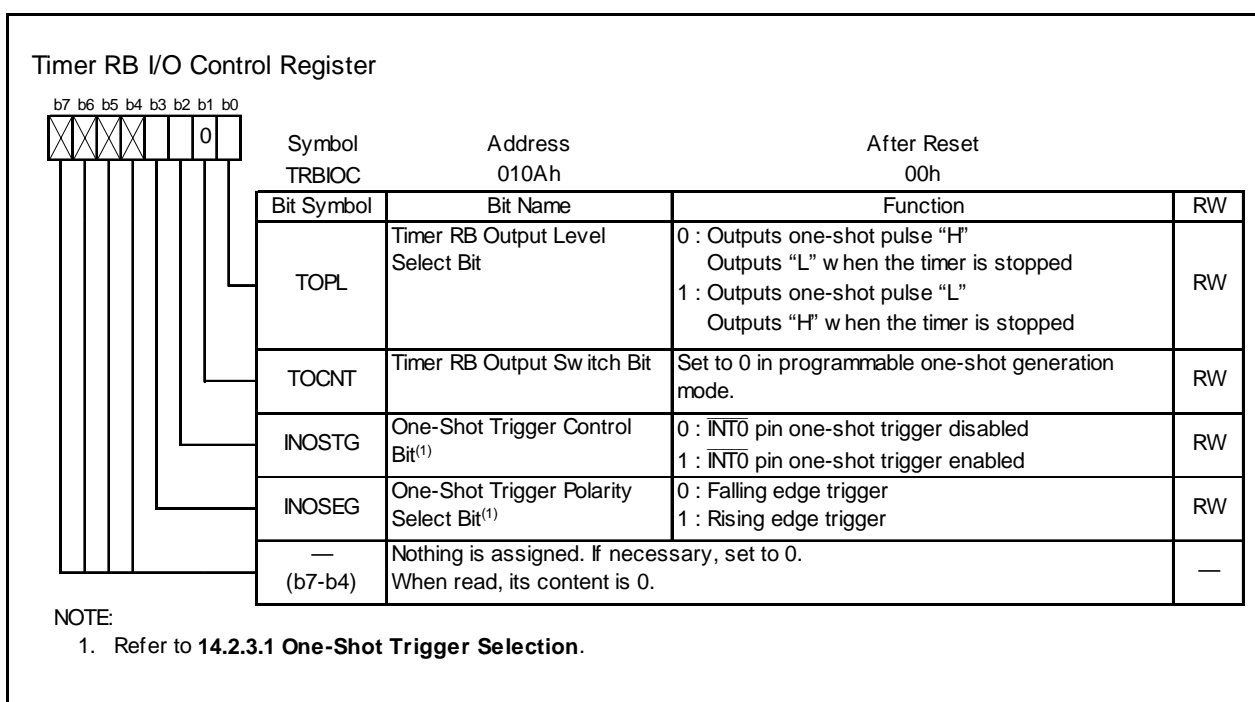 Timer RB I/O Control Register
b7 b6 b5 b4 b3 b2 b1 b0
0
Symbol Address After Reset
TRBIOC 010Ah 00h
Bit Symbol Bit Name Function RW
TOPL Timer RB Output Level Select Bit 0 : Outputs one-shot pulse “H”
Outputs “L” w hen the timer is stopped
1 : Outputs one-shot pulse “L”
Outputs “H” w hen the timer is stopped RW
TOCNT Timer RB Output Sw itch Bit Set to 0 in programmable one-shot generation
mode. RW
INOSTG One-Shot Trigger Control
Bit(1) 0 : INT0 pin one-shot trigger disabled
1 : INT0 pin one-shot trigger enabled RW
INOSEG One-Shot Trigger Polarity
Select Bit(1) 0 : Falling edge trigger
1 : Rising edge trigger RW
—
(b7-b4) Nothing is assigned. If necessary, set to 0.
When read, its content is 0. —
NOTE:
1. Refer to 14.2.3.1 One-Shot Trigger Selection.